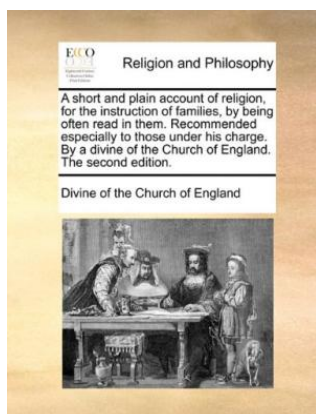 ECCO
Religion and Philosophy
A short and plain account of religion,
for the instruction of families, by being
often read in them. Recommended
especially to those under his charge.
By a divine of the Church of England.
The second edition.
Divine of the Church of England